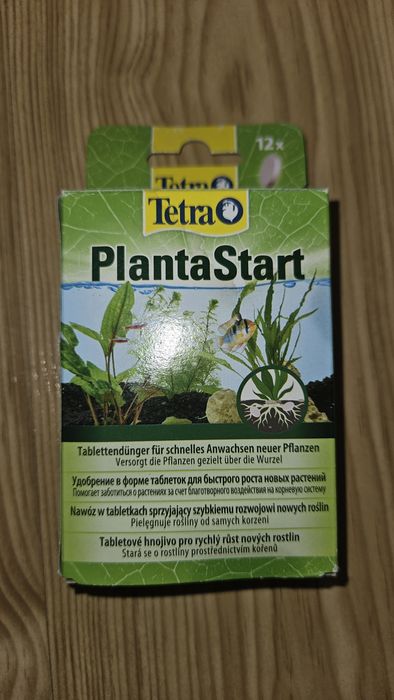 12x
Tetra
Tetra
PlantaStart
Tablettendünger für schnelles Anwachsen neuer Pflanzen
Versorgt die Pflanzen gezielt über die Wurzel
Удобрение в форме таблеток для быстрого роста новых растений
Помогает заботиться о растениях за счет благотворного воздействия на корневую систему
Nawóz w tabletkach sprzyjający szybkiemu rozwojowi nowych roślin
Pielęgnuje rośliny od samych korzeni
Tabletové hnojivo pro rychlý růst nových rostlin
Stará se o rostliny prostřednictvím kořenů